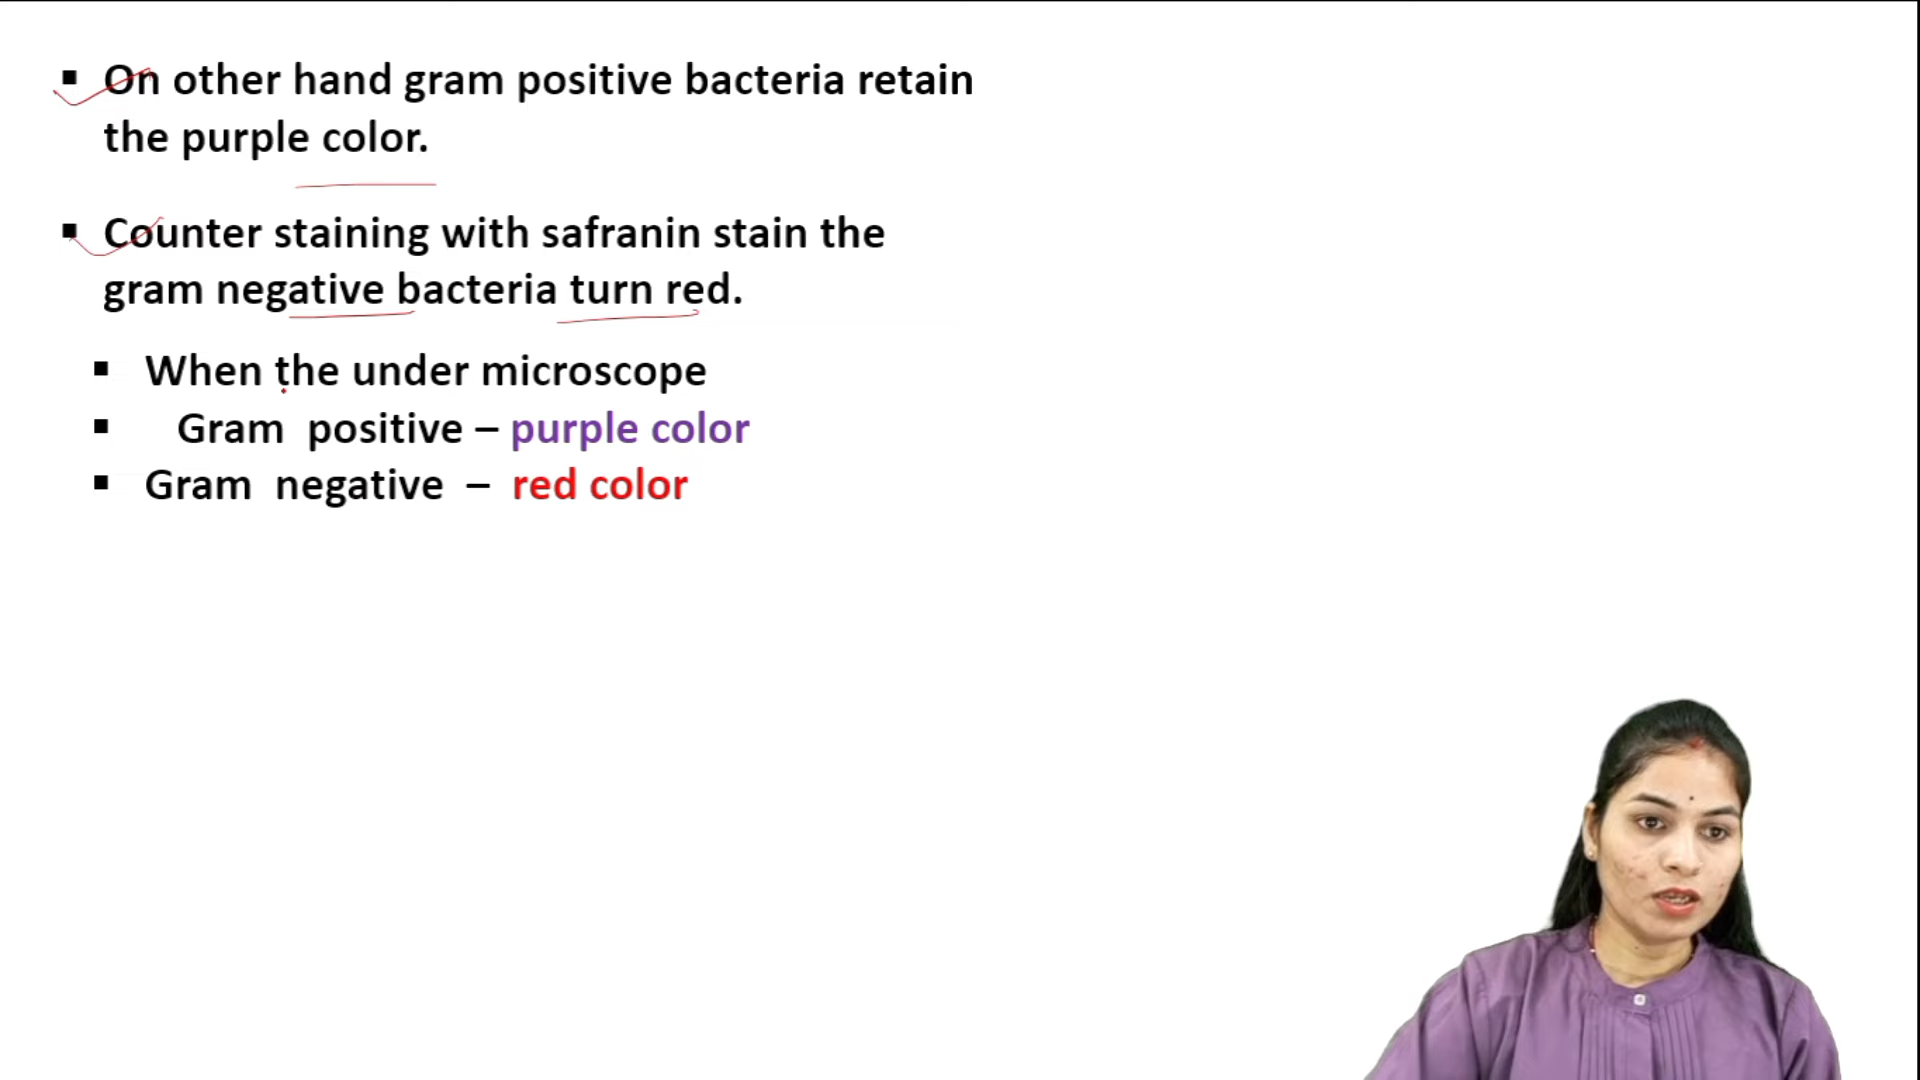 ▪ On other hand gram positive bacteria retain
the purple color.
▪ Counter staining with safranin stain the
gram negative bacteria turn red.
▪ When the under microscope
▪ Gram positive – purple color
▪ Gram negative – red color